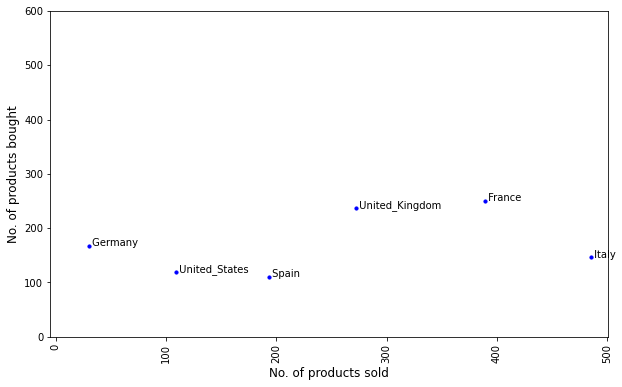 600
500
400
300
200
100
0
No. of products bought
Germany
United_States
Spain
United_Kingdom
France
Italy
0
100
200
300
400
500
No. of products sold